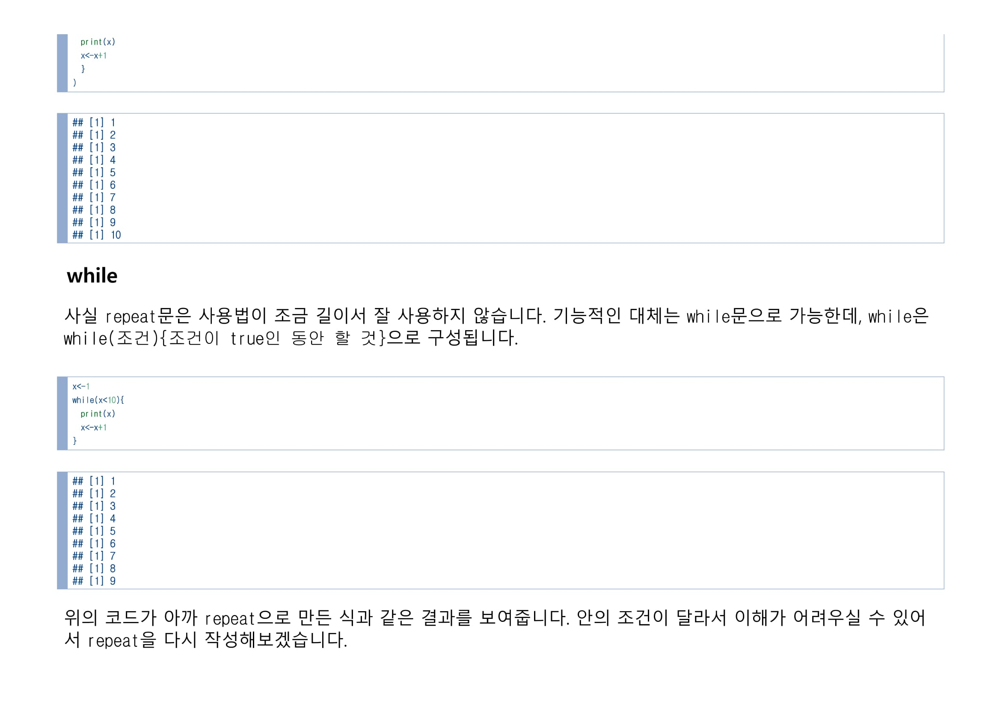 print(x)
x<-x+1
}
)
## [1] 1
## [1] 2
## [1] 3
## [1] 4
## [1] 5
## [1] 6
## [1] 7
## [1] 8
## [1] 9
## [1] 10
while
사실 repeat문은 사용법이 조금 길이서 잘 사용하지 않습니다. 기능적인 대체는 while문으로 가능한데, while은
while(조건){조건이 true인 동안 할 것}으로 구성됩니다.
x<-1
while(x<10){
print(x)
x<-x+1
}
## [1] 1
## [1] 2
## [1] 3
## [1] 4
## [1] 5
## [1] 6
## [1] 7
## [1] 8
## [1] 9
위의 코드가 아까 repeat으로 만든 식과 같은 결과를 보여줍니다. 안의 조건이 달라서 이해가 어려우실 수 있어
서 repeat을 다시 작성해보겠습니다.